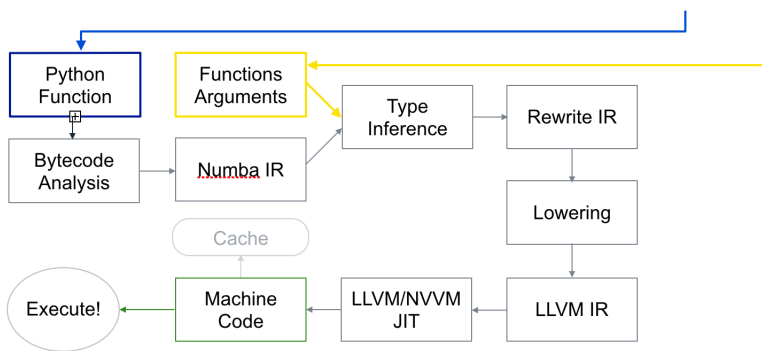 Python
Function
Functions
Arguments
Type
Inference
Rewrite IR
Bytecode
Analysis
Numba IR
Lowering
Cache
Execute!
Machine
Code
LLVM/NVVM
JIT
LLVM IR